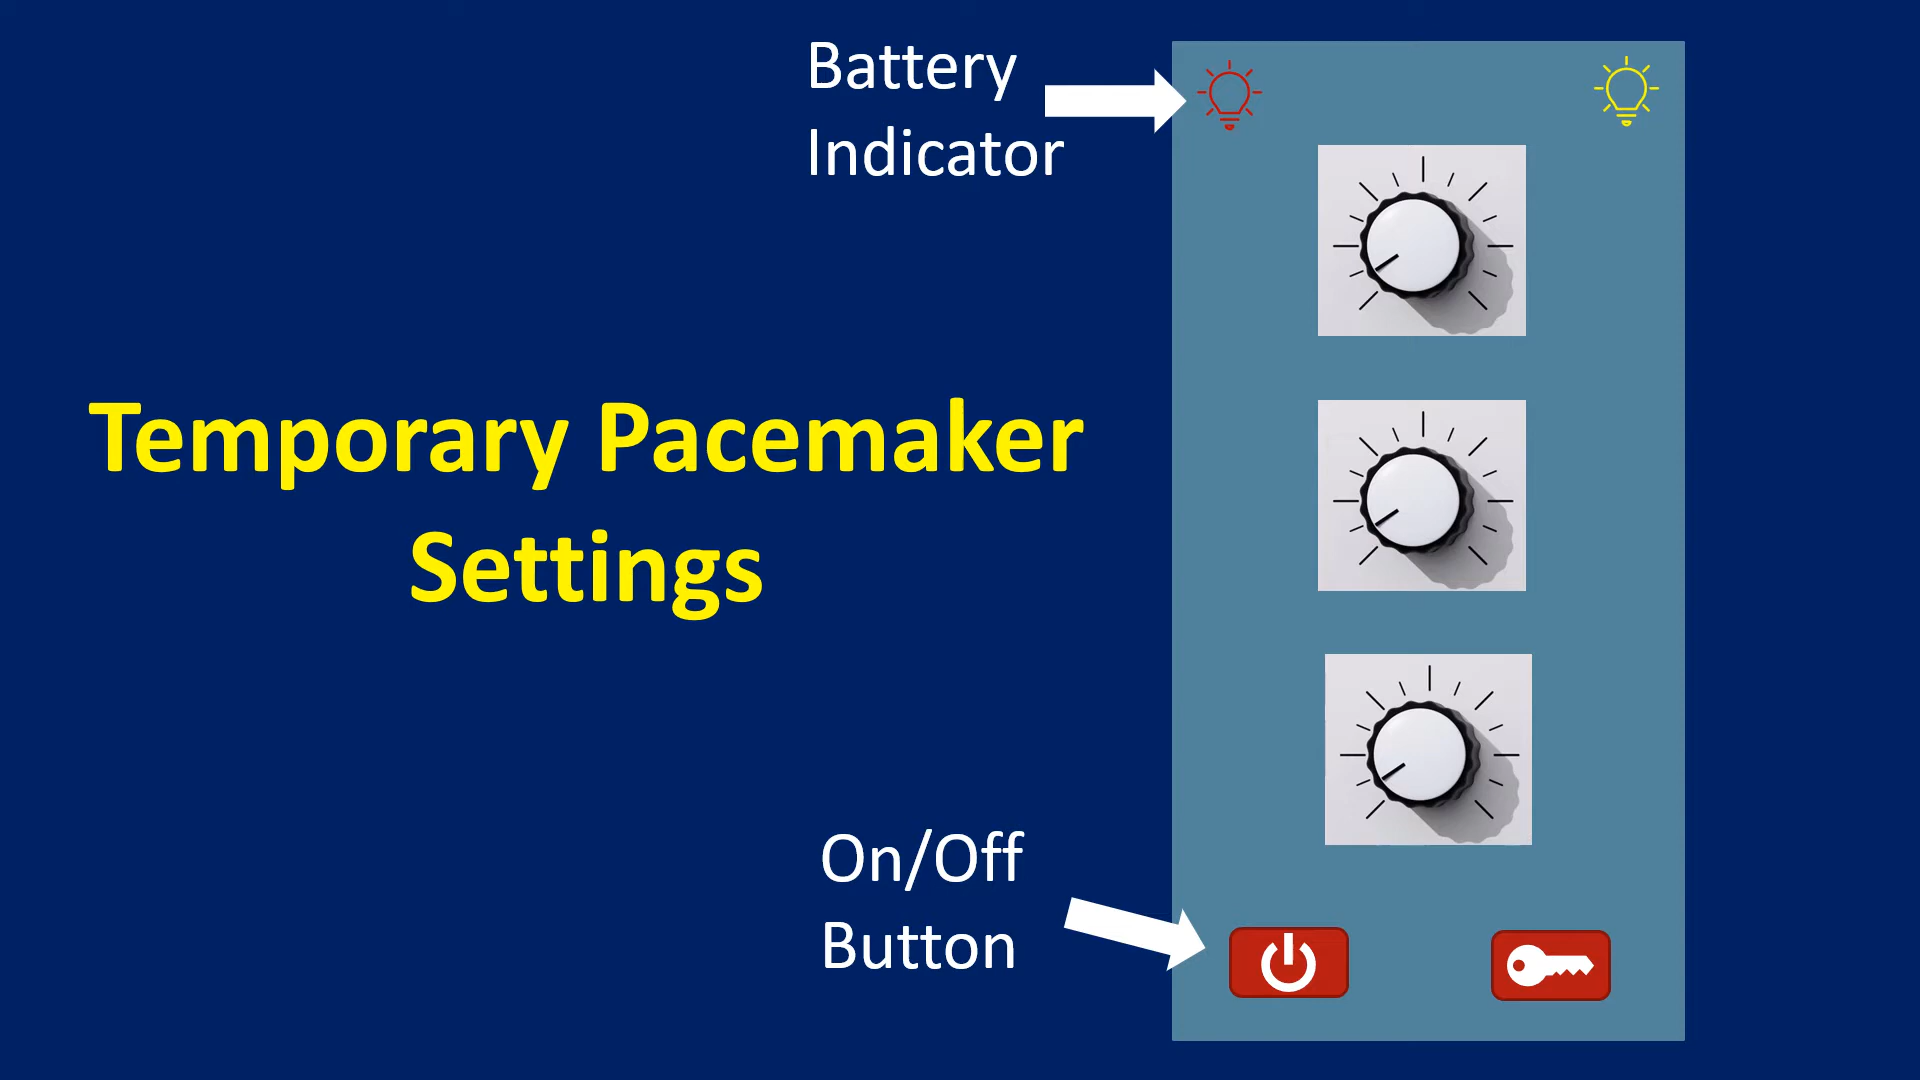 Battery
Indicator
Temporary Pacemaker
Settings
On/Off
Button